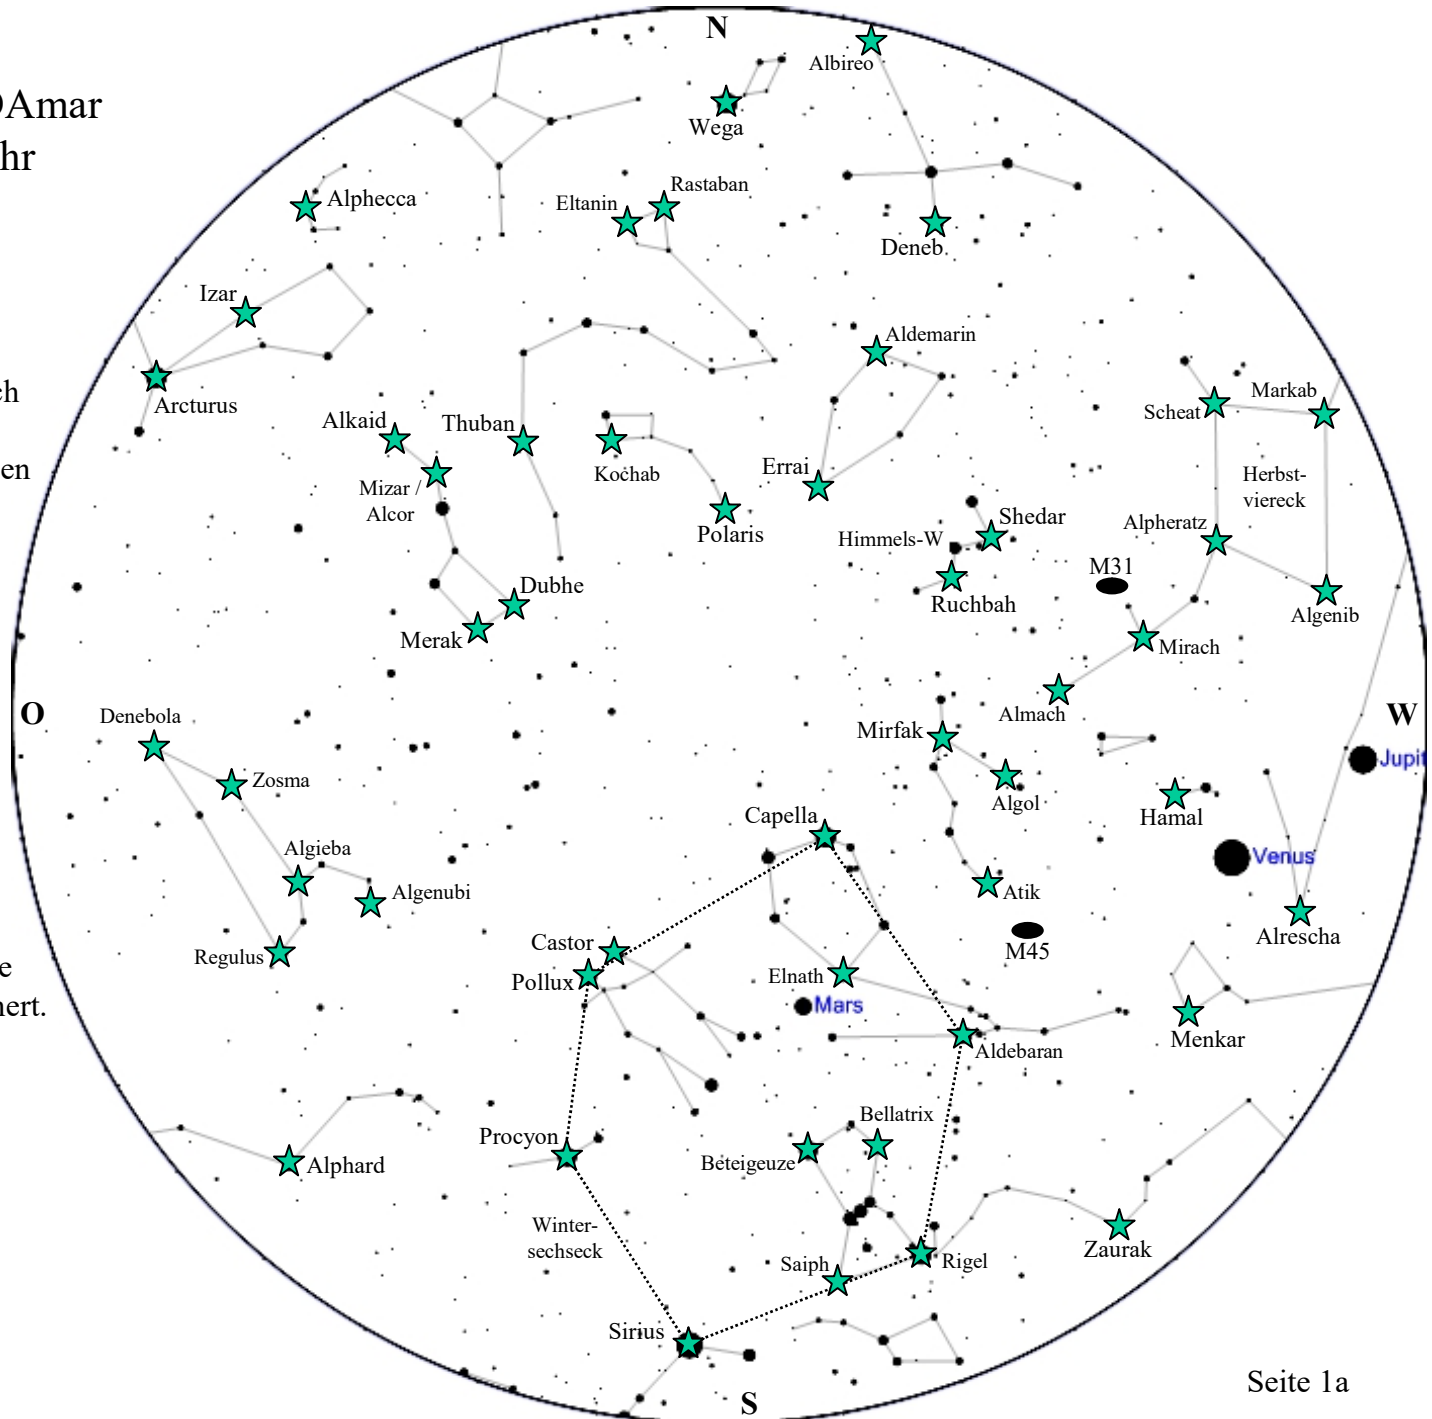 N
Albireo
Amar
hr
Wega
Alphecca
Eltanin
Rastaban
Deneb
Izar
Aldemarin
ch
Arcturus
Scheat
Markab
Alkaid
Thuban
Kochab
Errai
Herbst-
viereck
en
Mizar /
Alcor
Polaris
Shedar
Himmels-W
Alpheratz
M31
Dubhe
Ruchbah
Algenib
Merak
Mirach
O
Denebola
Almach
W
Mirfak
Jupit
Zosma
Algol
Hamal
Capella
Algieba
Venus
Algenubi
Atik
Castor
M45
Alrescha
Regulus
Pollux
Elnath
e
nert.
Mars
Menkar
Aldebaran
Bellatrix
Procyon
Beteigeuze
Alphard
Winter-
sechseck
Zaurak
Saiph
Rigel
Sirius
S
Seite 1a